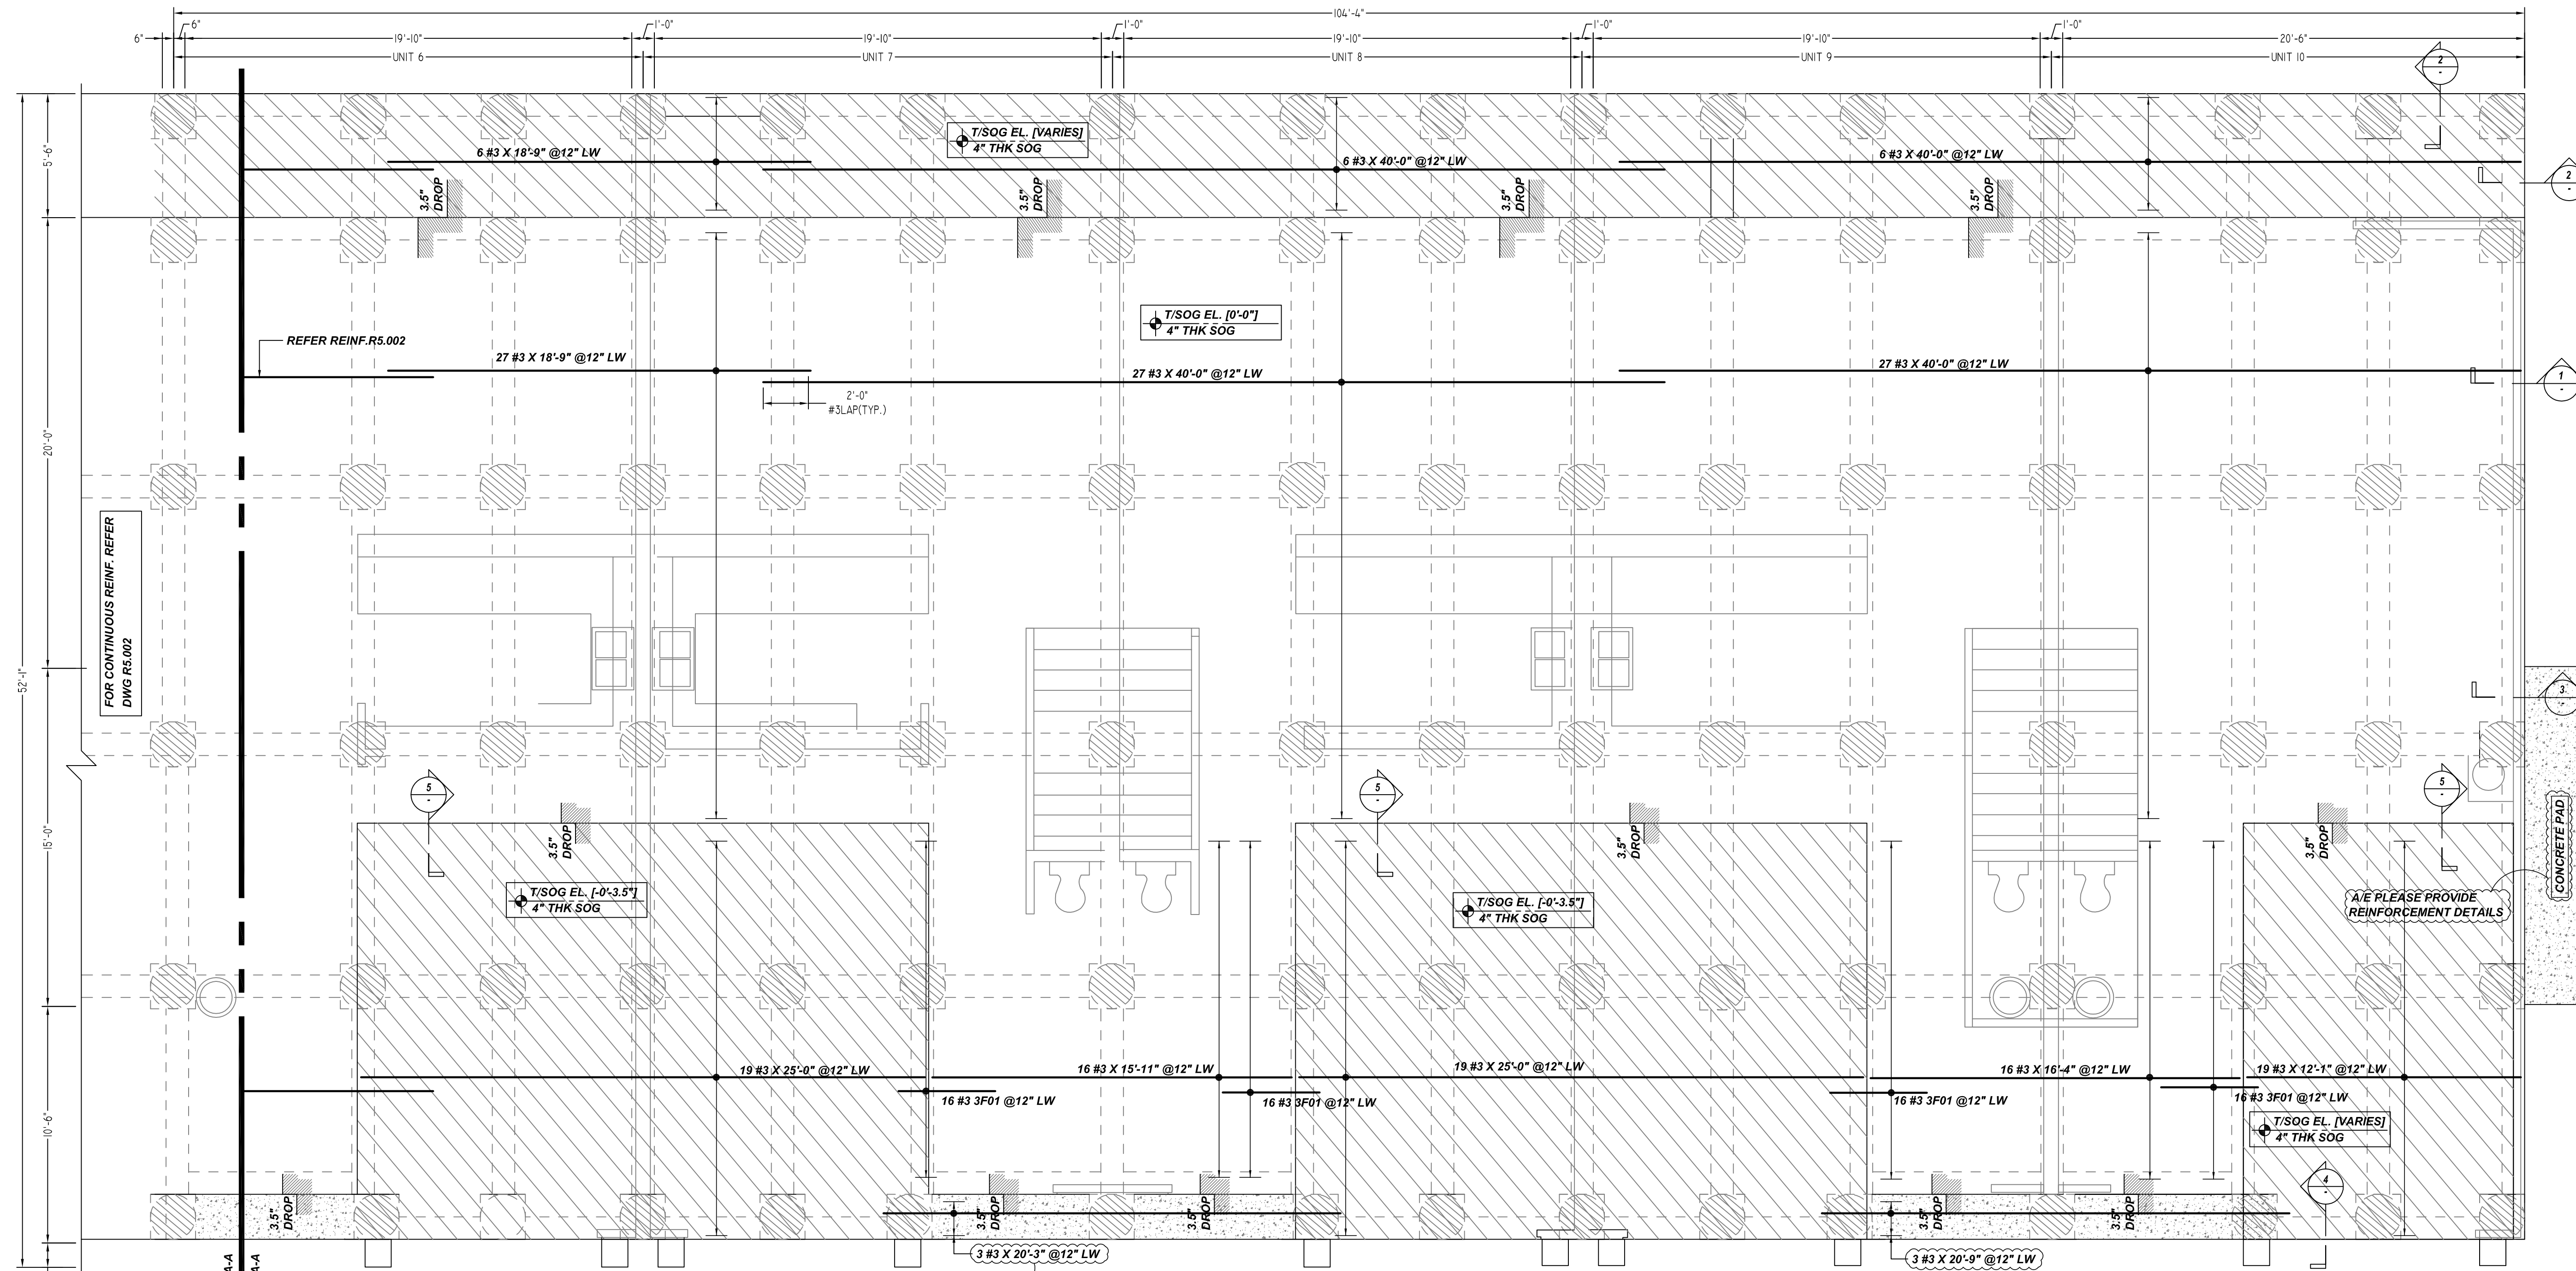 104'-4"
6"
6"
19'-10"
1'-0"
19'-10"
1'-0"
19'-10"
1'-0"
19'-10"
1'-0"
20'-6"
UNIT 6
UNIT 7
UNIT 8
UNIT 9
UNIT 10
2
-
5'-6"
T/SOG EL. [VARIES]
4" THK SOG
6 #3 X 18'-9" @12" LW
6 #3 X 40'-0" @12" LW
6 #3 X 40'-0" @12" LW
2
-
3.5"
DROP
3.5"
DROP
3.5"
DROP
3.5"
DROP
T/SOG EL. [0'-0"]
4" THK SOG
REFER REINF.R5.002
27 #3 X 18'-9" @12" LW
27 #3 X 40'-0" @12" LW
27 #3 X 40'-0" @12" LW
1
-
2'-0"
#3LAP(TYP.)
20'-0"
52'-1"
FOR CONTINUOUS REINF. REFER
DWG R5.002
3
-
5
-
5
-
5
-
15'-0"
3.5"
DROP
3.5"
DROP
3.5"
DROP
CONCRETE PAD
T/SOG EL. [-0'-3.5"]
4" THK SOG
T/SOG EL. [-0'-3.5"]
4" THK SOG
A/E PLEASE PROVIDE
REINFORCEMENT DETAILS
19 #3 X 25'-0" @12" LW
16 #3 X 15'-11" @12" LW
19 #3 X 25'-0" @12" LW
16 #3 X 16'-4" @12" LW
19 #3 X 12'-1" @12" LW
16 #3 3F01 @12" LW
16 #3 3F01 @12" LW
16 #3 3F01 @12" LW
16 #3 3F01 @12" LW
10'-6"
T/SOG EL. [VARIES]
4" THK SOG
4
-
3.5"
DROP
3.5"
DROP
3.5"
DROP
3.5"
DROP
3.5"
DROP
3 #3 X 20'-3" @12" LW
3 #3 X 20'-9" @12" LW
A-A
A-A